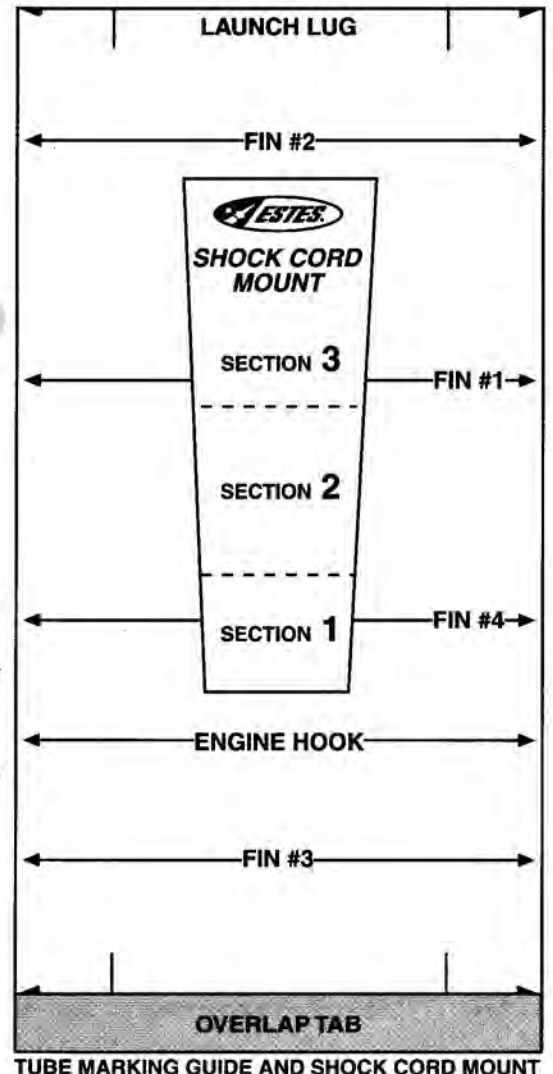 LAUNCH LUG
FIN #2
ESTES.
SHOCK CORD
MOUNT
SECTION 3
FIN #1
SECTION 2
SECTION 1
FIN #4
ENGINE HOOK
FIN #3
OVERLAP TAB
TUBE MARKING GUIDE AND SHOCK CORD MOUNT